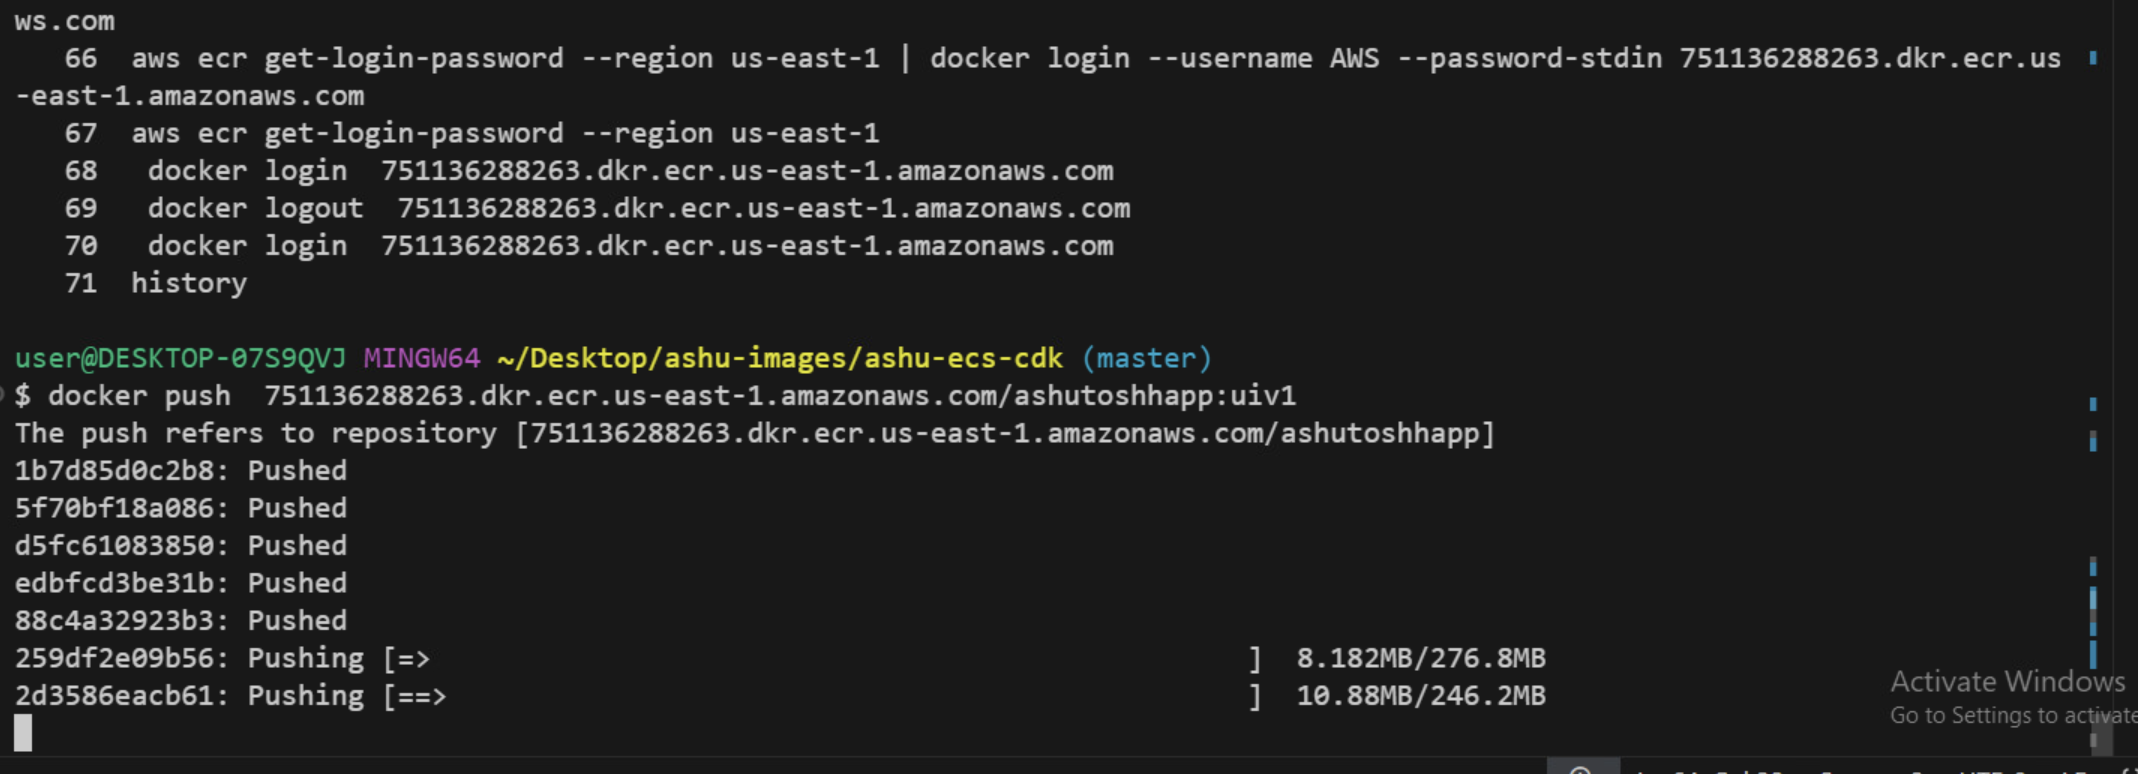 ws.com
66 aws ecr get-login-password --region us-east-1 | docker login --username AWS --password-stdin 751136288263.dkr.ecr.us
-east-1.amazonaws.com
67 aws ecr get-login-password --region us-east-1
68 docker login 751136288263.dkr.ecr.us-east-1.amazonaws.com
69 docker logout 751136288263.dkr.ecr.us-east-1.amazonaws.com
70 docker login 751136288263.dkr.ecr.us-east-1.amazonaws.com
71 history
user@DESKTOP-07S9QVJ MINGW64 ~/Desktop/ashu-images/ashu-ecs-cdk (master)
$ docker push 751136288263.dkr.ecr.us-east-1.amazonaws.com/ashutoshhapp:uiv1
The push refers to repository [751136288263.dkr.ecr.us-east-1.amazonaws.com/ashutoshhapp]
1b7d85d0c2b8: Pushed
5f70bf18a086: Pushed
d5fc61083850: Pushed
edbfcd3be31b: Pushed
88c4a32923b3: Pushed
259df2e09b56: Pushing [=> ] 8.182MB/276.8MB
2d3586eacb61: Pushing [==> ] 10.88MB/246.2MB
Activate Windows
Go to Settings to activate